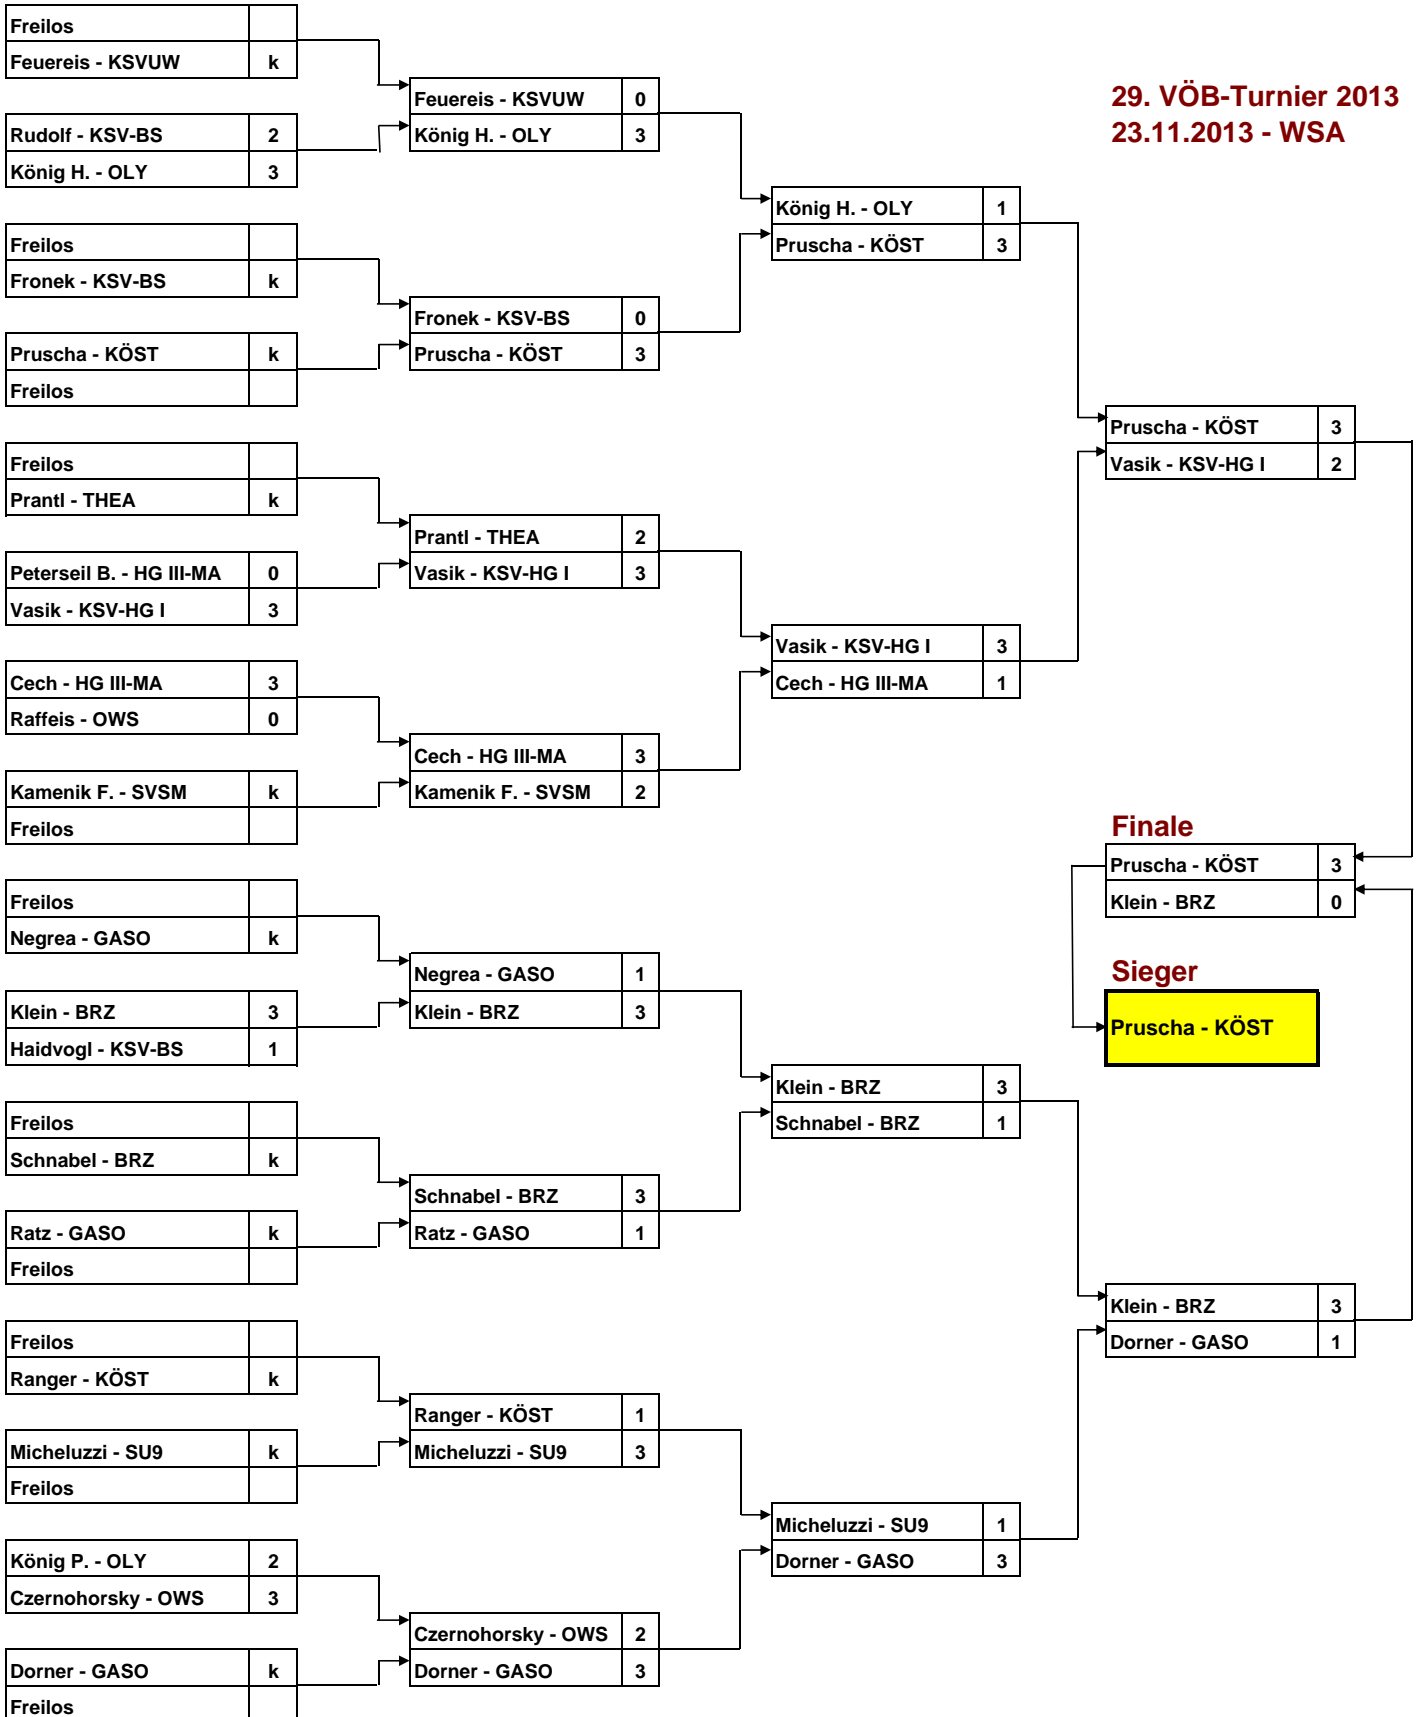 29. VÖB-Turnier 2013
23.11.2013 - WSA
Freilos
Feuereis - KSVUW k
Rudolf - KSV-BS 2
König H. - OLY 3
Freilos
Fronek - KSV-BS k
Pruscha - KÖST k
Freilos
Freilos
Prantl - THEA k
Peterseil B. - HG III-MA 0
Vasik - KSV-HG I 3
Cech - HG III-MA 3
Raffeis - OWS 0
Kamenik F. - SVSM k
Freilos
Freilos
Negrea - GASO k
Klein - BRZ 3
Haidvogl - KSV-BS 1
Freilos
Schnabel - BRZ k
Ratz - GASO k
Freilos
Freilos
Ranger - KÖST k
Micheluzzi - SU9 k
Freilos
König P. - OLY 2
Czernohorsky - OWS 3
Dorner - GASO k
Freilos
Feuereis - KSVUW 0
König H. - OLY 3
Fronek - KSV-BS 0
Pruscha - KÖST 3
Prantl - THEA 2
Vasik - KSV-HG I 3
Cech - HG III-MA 3
Kamenik F. - SVSM 2
Negrea - GASO 1
Klein - BRZ 3
Schnabel - BRZ 3
Ratz - GASO 1
Ranger - KÖST 1
Micheluzzi - SU9 3
Czernohorsky - OWS 2
Dorner - GASO 3
König H. - OLY 1
Pruscha - KÖST 3
Vasik - KSV-HG I 3
Cech - HG III-MA 1
Klein - BRZ 3
Schnabel - BRZ 1
Micheluzzi - SU9 1
Dorner - GASO 3
Pruscha - KÖST 3
Vasik - KSV-HG I 2
Klein - BRZ 3
Dorner - GASO 1
Finale
Pruscha - KÖST 3
Klein - BRZ 0
Sieger
Pruscha - KÖST